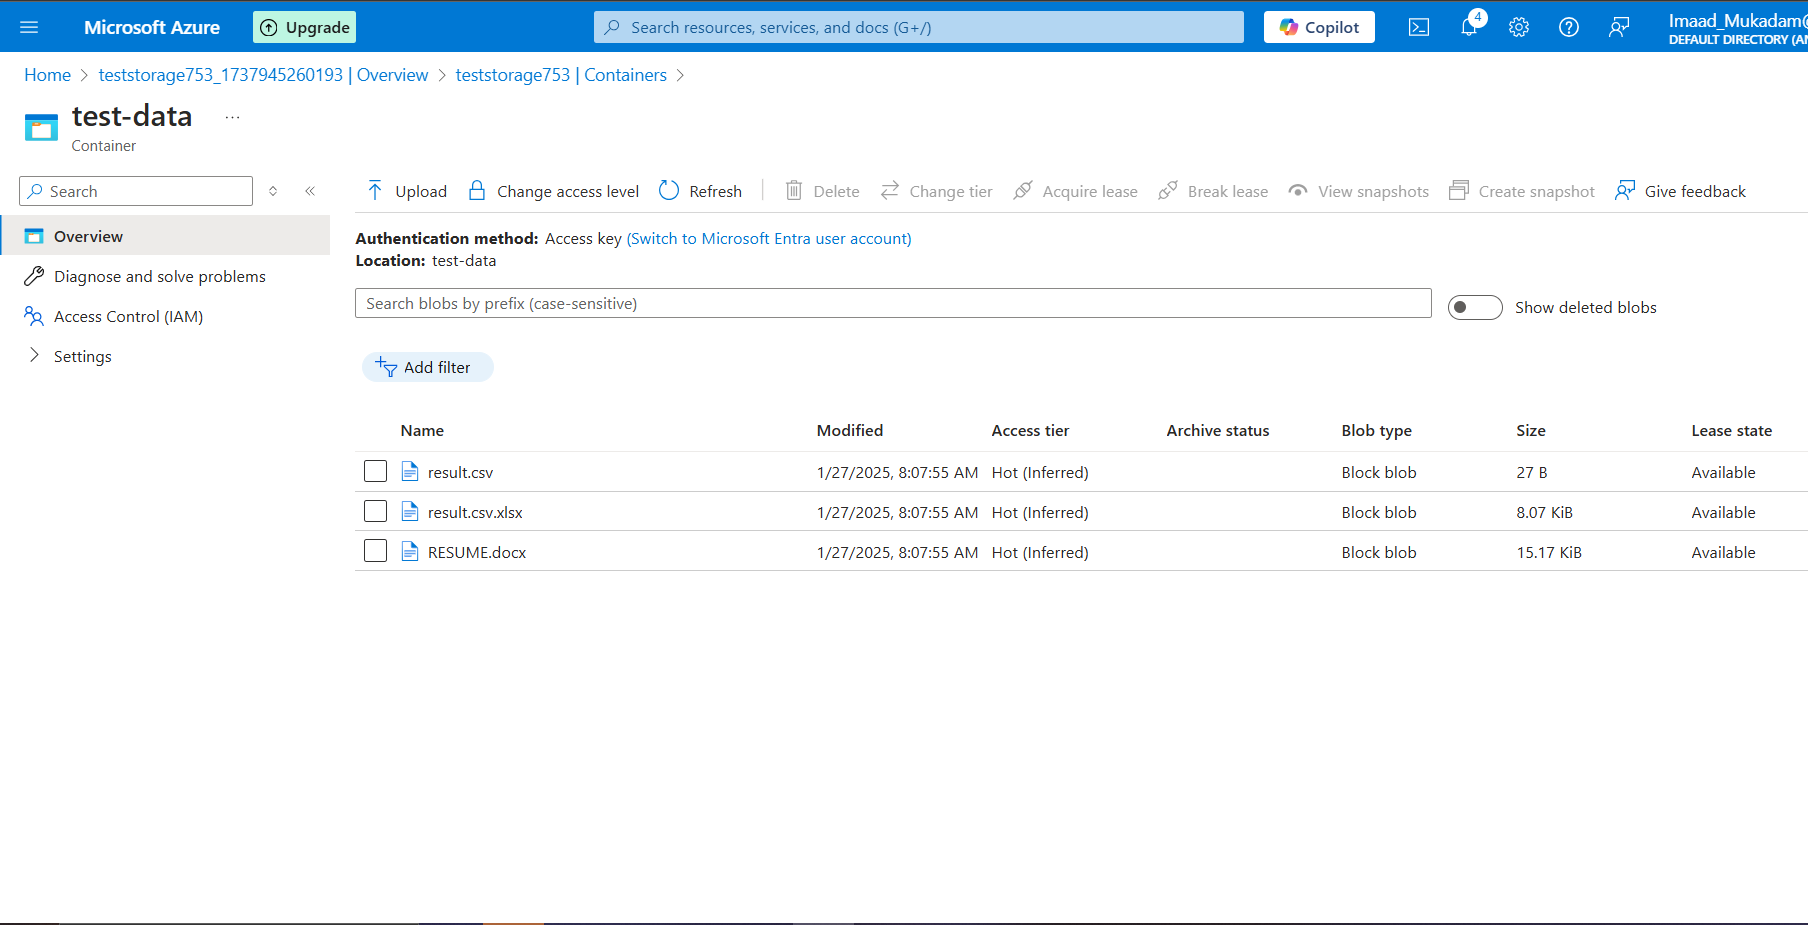 Microsoft Azure
Upgrade
Search resources, services, and docs (G+/)
Copilot
4
Imaad_Mukadam@
DEFAULT DIRECTORY (AN
Home > teststorage753_1737945260193 | Overview > teststorage753 | Containers >
test-data ...
Container
Search
Upload Change access level Refresh Delete Change tier Acquire lease Break lease View snapshots Create snapshot Give feedback
Overview
Diagnose and solve problems
Access Control (IAM)
Settings
Authentication method: Access key (Switch to Microsoft Entra user account)
Location: test-data
Search blobs by prefix (case-sensitive)
Show deleted blobs
Add filter
Name Modified Access tier Archive status Blob type Size Lease state
result.csv 1/27/2025, 8:07:55 AM Hot (Inferred) Block blob 27 B Available
result.csv.xlsx 1/27/2025, 8:07:55 AM Hot (Inferred) Block blob 8.07 KiB Available
RESUME.docx 1/27/2025, 8:07:55 AM Hot (Inferred) Block blob 15.17 KiB Available